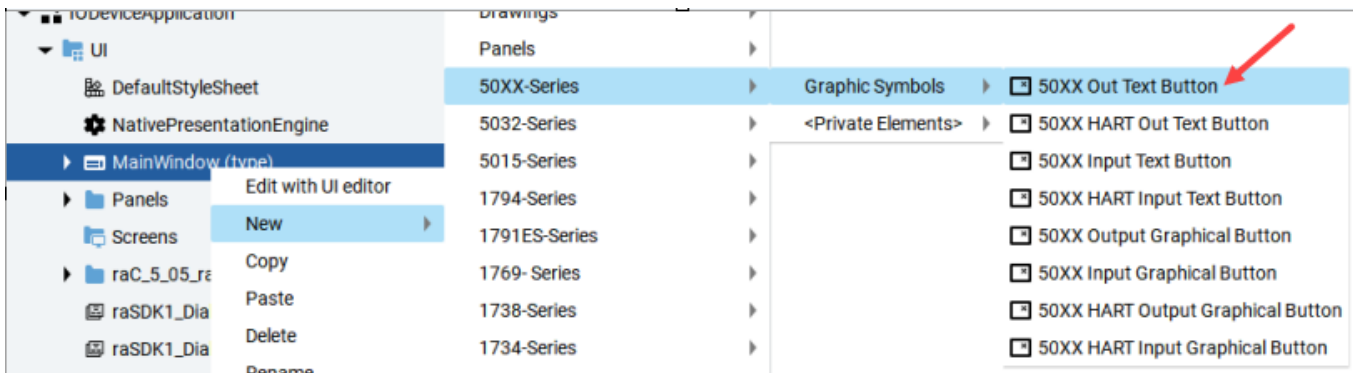 IODeviceApplication
UI
DefaultStyleSheet
NativePresentationEngine
MainWindow (type)
Panels
Screens
raC_5_05_ra
raSDK1_Dia
raSDK1_Dia
Edit with UI editor
New
Copy
Paste
Delete
Rename
Drawings
Panels
50XX-Series
5032-Series
5015-Series
1794-Series
1791ES-Series
1769- Series
1738-Series
1734-Series
Graphic Symbols
<Private Elements>
50XX Out Text Button
50XX HART Out Text Button
50XX Input Text Button
50XX HART Input Text Button
50XX Output Graphical Button
50XX Input Graphical Button
50XX HART Output Graphical Button
50XX HART Input Graphical Button